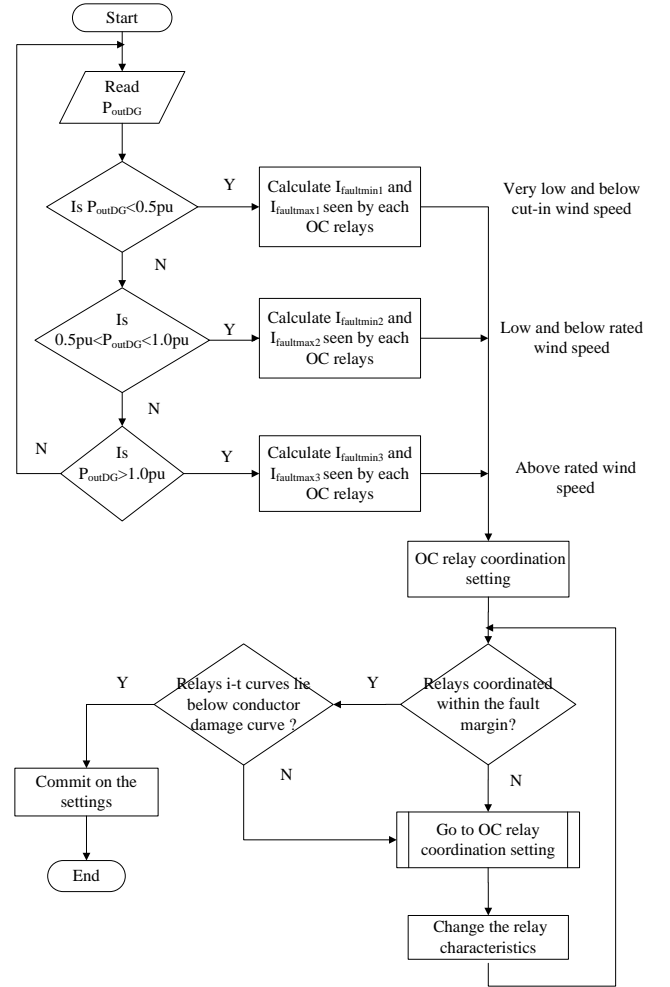 Start
Read
PoutDG
Is PoutDG<0.5pu
Y
Calculate Ifaultmin1 and
Ifaultmax1 seen by each
OC relays
Very low and below
cut-in wind speed
N
Is
0.5pu<PoutDG<1.0pu
Y
Calculate Ifaultmin2 and
Ifaultmax2 seen by each
OC relays
Low and below rated
wind speed
N
N
Is
PoutDG>1.0pu
Y
Calculate Ifaultmin3 and
Ifaultmax3 seen by each
OC relays
Above rated wind
speed
OC relay coordination
setting
Y
Relays i-t curves lie
below conductor
damage curve ?
Y
Relays coordinated
within the fault
margin?
N
N
Commit on the
settings
Go to OC relay
coordination setting
End
Change the relay
characteristics